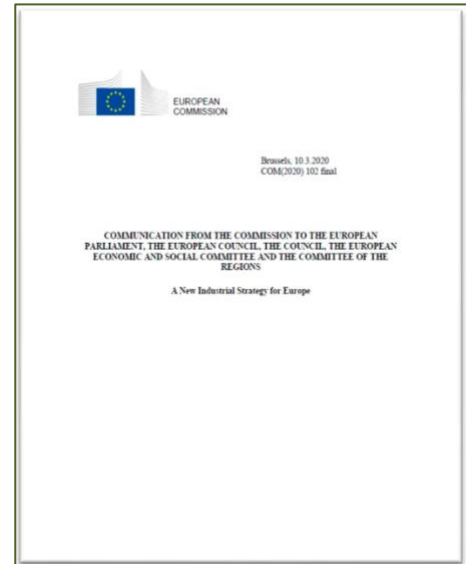 EUROPEAN
COMMISSION
Brussels, 10.3.2020
COM(2020) 102 final
COMMUNICATION FROM THE COMMISSION TO THE EUROPEAN
PARLIAMENT, THE EUROPEAN COUNCIL, THE COUNCIL, THE EUROPEAN
ECONOMIC AND SOCIAL COMMITTEE AND THE COMMITTEE OF THE
REGIONS
A New Industrial Strategy for Europe